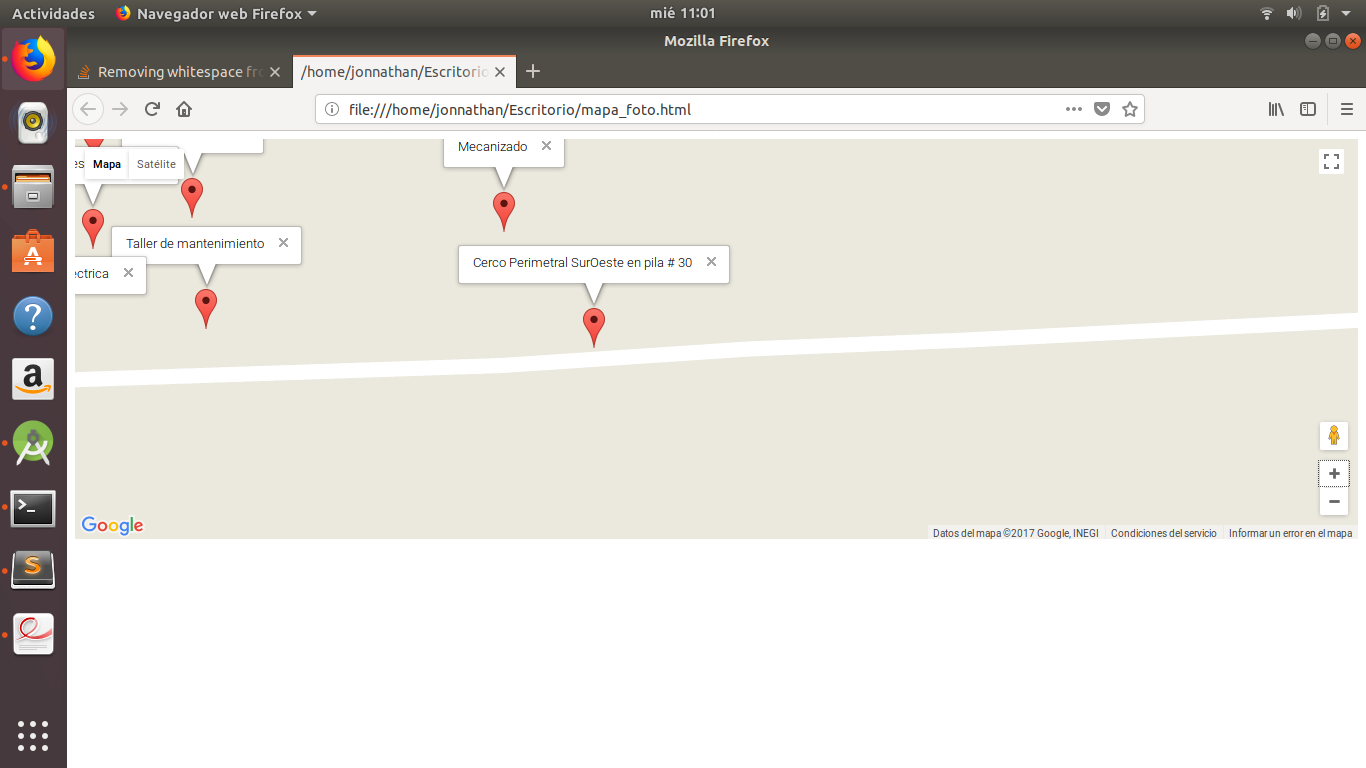 Actividades
Navegador web Firefox
mié 11:01
Mozilla Firefox
Removing whitespace fro
/home/jonnathan/Escritorio
file:///home/jonnathan/Escritorio/mapa_foto.html
Mecanizado
es
Mapa
Satélite
Taller de mantenimiento
Cerco Perimetral SurOeste en pila # 30
ectrica
Google
Datos del mapa ©2017 Google, INEGI
Condiciones del servicio
Informar un error en el mapa